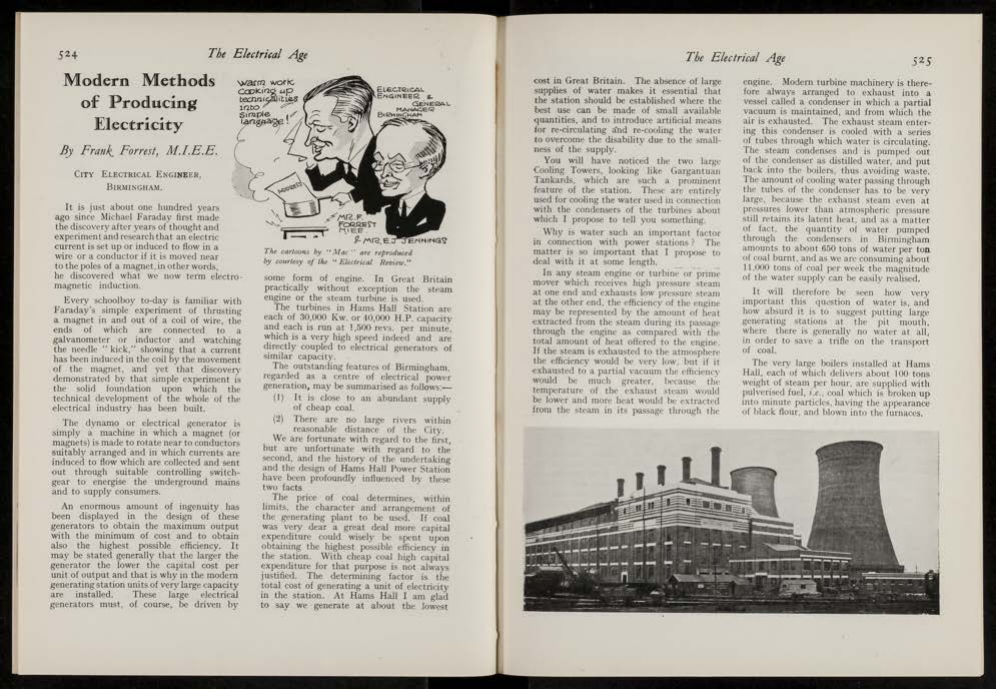 524
The Electrical Age
Modern Methods
of Producing
Electricity
By Frank Forrest, M.I.E.E.
CITY ELECTRICAL ENGINEER,
BIRMINGHAM.
It is just about one hundred years
ago since Michael Faraday first made
the discovery after years of thought and
experiment and research that an electric
current is set up or induced to flow in a
wire or a conductor if it is moved near
to the poles of a magnet, in other words,
he discovered what we now term electro-
magnetic induction.
Every schoolboy to-day is familiar with
Faraday's simple experiment of thrusting
a magnet in and out of a coil of wire, the
ends of which are connected to a
galvanometer or inductor and watching
the needle "kick," showing that a current
has been induced in the coil by the movement
of the magnet, and yet that discovery
demonstrated by that simple experiment is
the solid foundation upon which the
technical development of the whole of the
electrical industry has been built.
The dynamo or electrical generator is
simply a machine in which a magnet (or
magnets) is made to rotate near to conductors
suitably arranged and in which currents are
induced to flow which are collected and sent
out through suitable controlling switch-
gear to energise the underground mains
and to supply consumers.
An enormous amount of ingenuity has
been displayed in the design of these
generators to obtain the maximum output
with the minimum of cost and to obtain
also the highest possible efficiency. It
may be stated generally that the larger the
generator the lower the capital cost per
unit of output and that is why in the modern
generating station units of very large capacity
are installed. These large electrical
generators must, of course, be driven by
Warm work
cooking up
technicalities
into
simple
language!
ELECTRICAL
ENGINEER &
GENERAL
MANAGER
BIRMINGHAM
MR. F.
FORREST
MIEE
& MR. E J JENNINGS
The cartoons by "Mac" are reproduced
by courtesy of the "Electrical Review."
some form of engine. In Great Britain
practically without exception the steam
engine or the steam turbine is used.
The turbines in Hams Hall Station are
each of 30,000 Kw. or 40,000 H.P. capacity
and each is run at 1,500 revs. per minute,
which is a very high speed indeed and are
directly coupled to electrical generators of
similar capacity.
The outstanding features of Birmingham,
regarded as a centre of electrical power
generation, may be summarised as follows:—
(1) It is close to an abundant supply
of cheap coal.
(2) There are no large rivers within
reasonable distance of the City.
We are fortunate with regard to the first,
but are unfortunate with regard to the
second, and the history of the undertaking
and the design of Hams Hall Power Station
have been profoundly influenced by these
two facts
The price of coal determines, within
limits, the character and arrangement of
the generating plant to be used. If coal
was very dear a great deal more capital
expenditure could wisely be spent upon
obtaining the highest possible efficiency in
the station. With cheap coal high capital
expenditure for that purpose is not always
justified. The determining factor is the
total cost of generating a unit of electricity
in the station. At Hams Hall I am glad
to say we generate at about the lowest
The Electrical Age
525
cost in Great Britain. The absence of large
supplies of water makes it essential that
the station should be established where the
best use can be made of small available
quantities, and to introduce artificial means
for re-circulating and re-cooling the water
to overcome the disability due to the small-
ness of the supply.
You will have noticed the two large
Cooling Towers, looking like Gargantuan
Tankards, which are such a prominent
feature of the station. These are entirely
used for cooling the water used in connection
with the condensers of the turbines about
which I propose to tell you something.
Why is water such an important factor
in connection with power stations? The
matter is so important that I propose to
deal with it at some length.
In any steam engine or turbine or prime
mover which receives high pressure steam
at one end and exhausts low pressure steam
at the other end, the efficiency of the engine
may be represented by the amount of heat
extracted from the steam during its passage
through the engine as compared with the
total amount of heat offered to the engine.
If the steam is exhausted to the atmosphere
the efficiency would be very low, but if it
exhausted to a partial vacuum the efficiency
would be much greater, because the
temperature of the exhaust steam would
be lower and more heat would be extracted
from the steam in its passage through the
engine. Modern turbine machinery is there-
fore always arranged to exhaust into a
vessel called a condenser in which a partial
vacuum is maintained, and from which the
air is exhausted. The exhaust steam enter-
ing this condenser is cooled with a series
of tubes through which water is circulating.
The steam condenses and is pumped out
of the condenser as distilled water, and put
back into the boilers, thus avoiding waste.
The amount of cooling water passing through
the tubes of the condenser has to be very
large, because the exhaust steam even at
pressures lower than atmospheric pressure
still retains its latent heat, and as a matter
of fact, the quantity of water pumped
through the condensers in Birmingham
amounts to about 650 tons of water per ton
of coal burnt, and as we are consuming about
11,000 tons of coal per week the magnitude
of the water supply can be easily realised.
It will therefore be seen how very
important this question of water is, and
how absurd it is to suggest putting large
generating stations at the pit mouth,
where there is generally no water at all,
in order to save a trifle on the transport
of coal.
The very large boilers installed at Hams
Hall, each of which delivers about 100 tons
weight of steam per hour, are supplied with
pulverised fuel, i.e., coal which is broken up
into minute particles, having the appearance
of black flour, and blown into the furnaces.